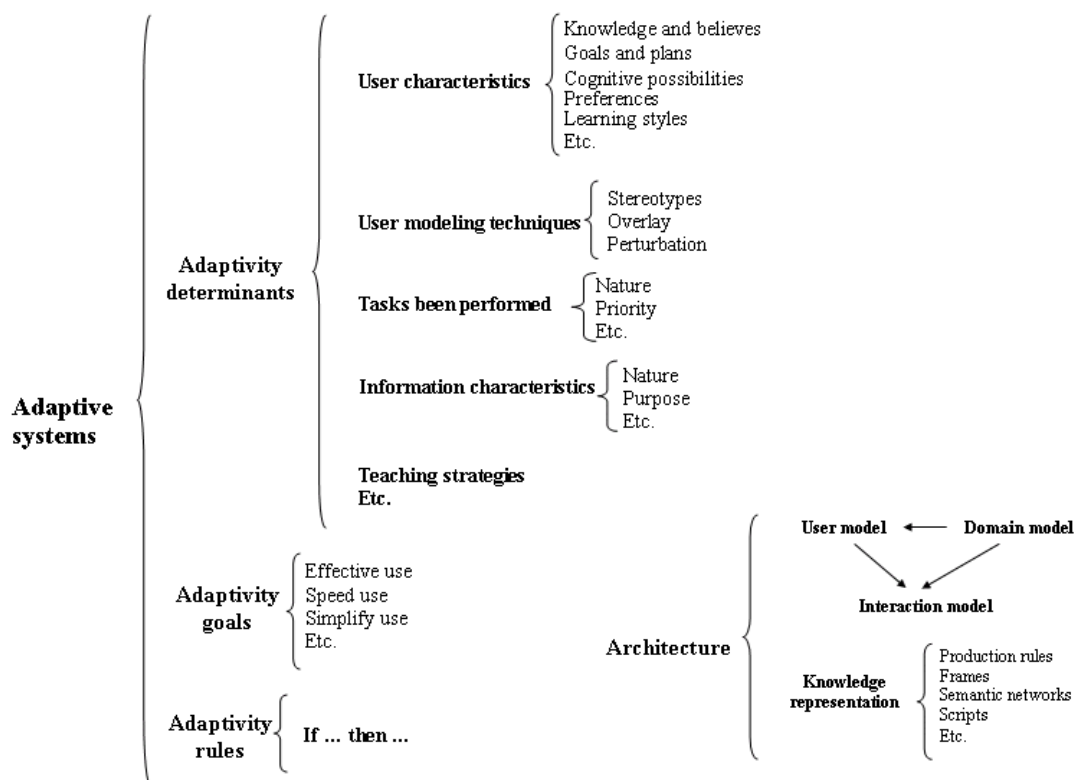 Adaptive
systems
Adaptivity
determinants
User characteristics
Knowledge and believes
Goals and plans
Cognitive possibilities
Preferences
Learning styles
Etc.
User modeling techniques
Stereotypes
Overlay
Perturbation
Tasks been performed
Nature
Priority
Etc.
Information characteristics
Nature
Purpose
Etc.
Teaching strategies
Etc.
Adaptivity
goals
Effective use
Speed use
Simplify use
Etc.
Adaptivity
rules
If ... then ...
Architecture
User model
Domain model
Interaction model
Knowledge
representation
Production rules
Frames
Semantic networks
Scripts
Etc.